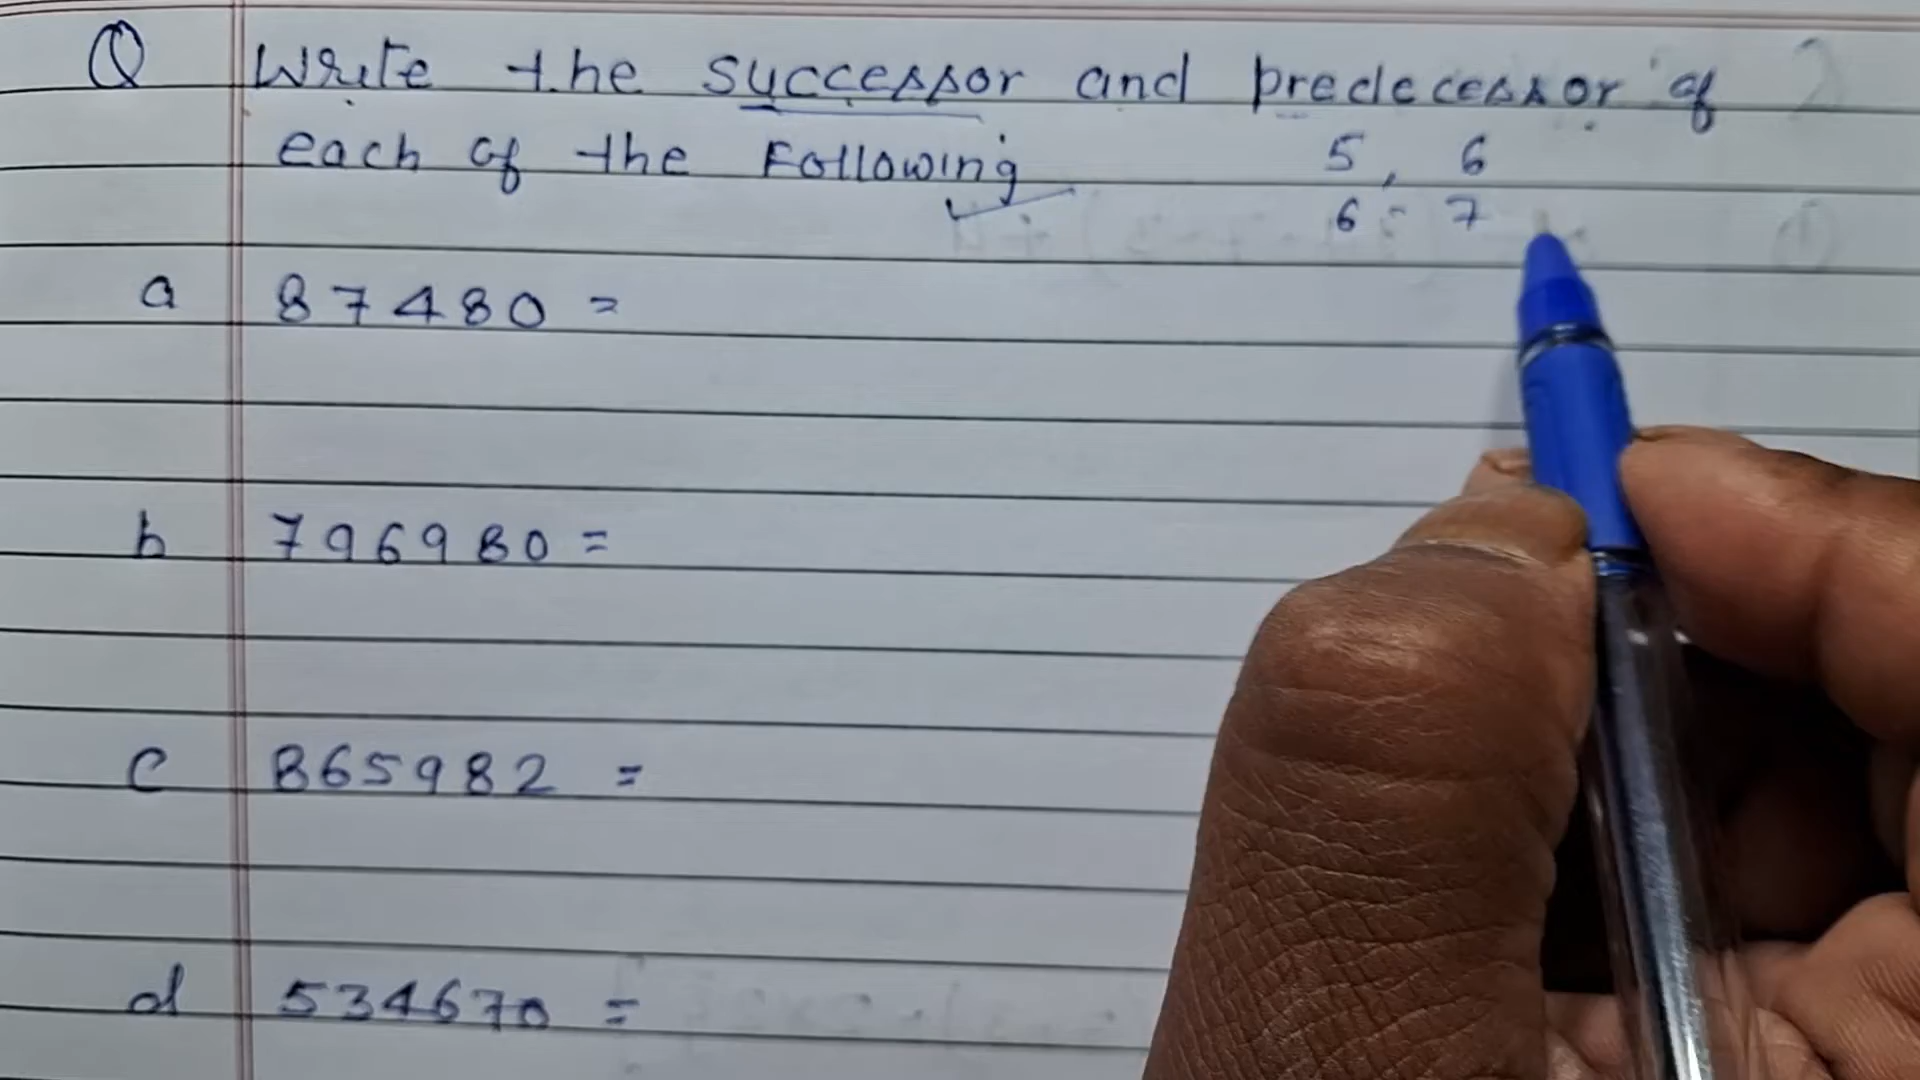 Q Write the successor and predecessor of
each of the Following
5, 6
6 = 7
a 87480 =
b 796980 =
c 865982 =
d 534670 =